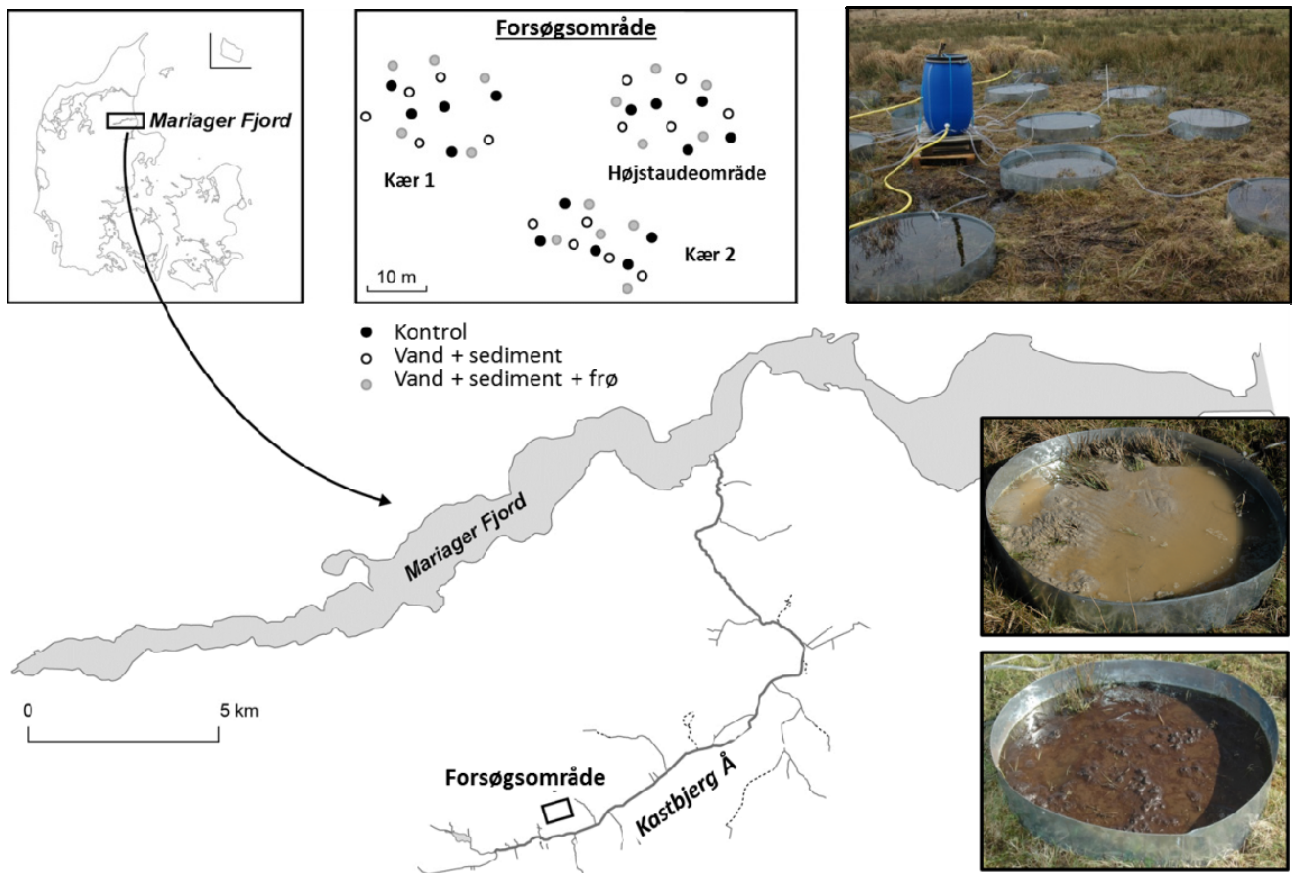 Mariager Fjord
Forsøgsområde
Kær 1
Højstaudeområde
Kær 2
10 m
Kontrol
Vand + sediment
Vand + sediment + frø
Mariager Fjord
0 5 km
Forsøgsområde
Kastbjerg Å